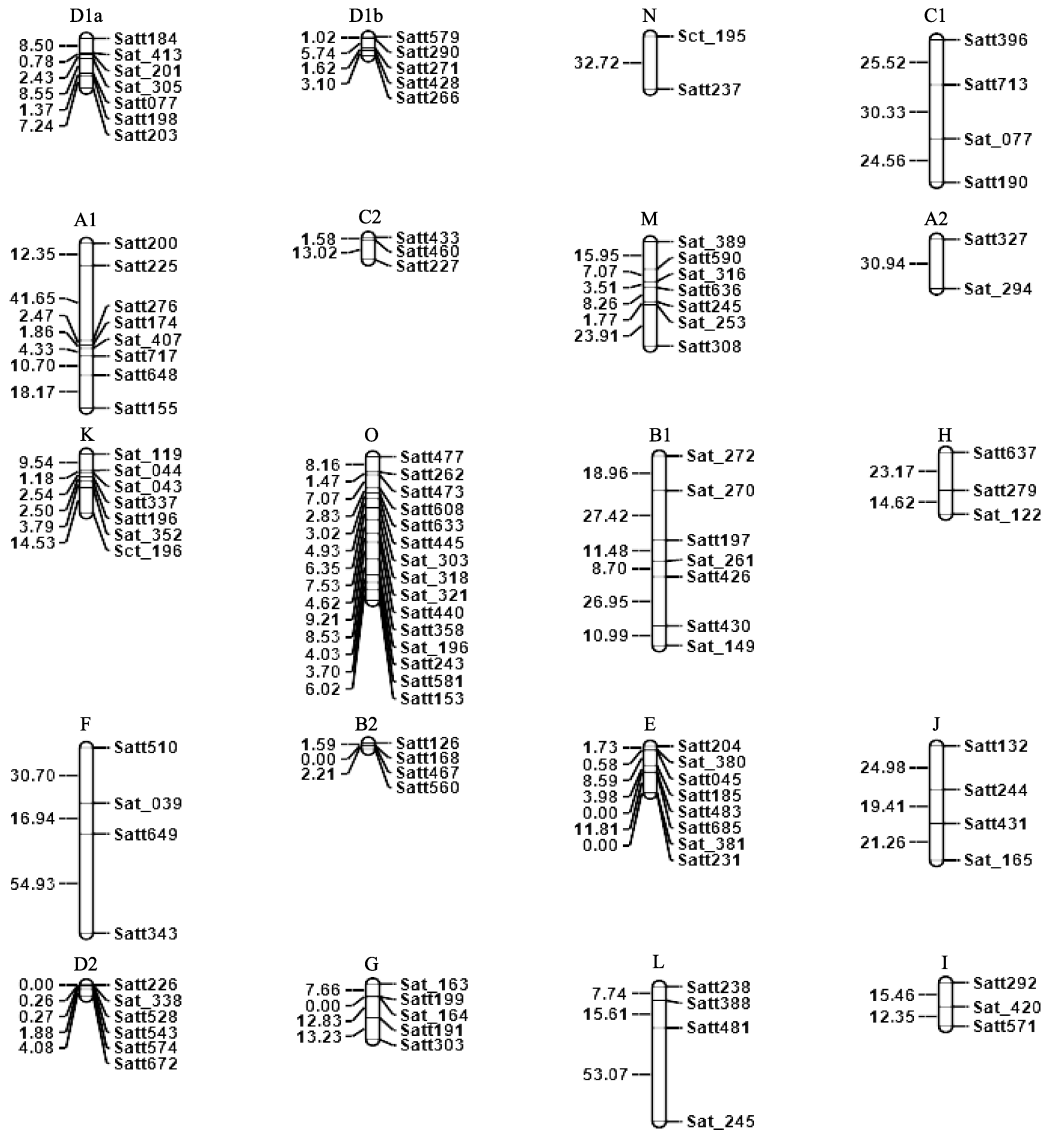 D1a
8.50
0.78
2.43
8.55
1.37
7.24
Satt184
Sat_413
Sat_201
Sat_305
Satt077
Satt198
Satt203
D1b
1.02
5.74
1.62
3.10
Satt579
Satt290
Satt271
Satt428
Satt266
N
32.72
Sct_195
Satt237
C1
25.52
30.33
24.56
Satt396
Satt713
Sat_077
Satt190
A1
12.35
41.65
2.47
1.86
4.33
10.70
18.17
Satt200
Satt225
Satt276
Satt174
Sat_407
Satt717
Satt648
Satt155
C2
1.58
13.02
Satt433
Satt460
Satt227
M
15.95
7.07
3.51
8.26
1.77
23.91
Sat_389
Satt590
Sat_316
Satt636
Satt245
Sat_253
Satt308
A2
30.94
Satt327
Sat_294
K
9.54
1.18
2.54
2.50
3.79
14.53
Sat_119
Sat_044
Sat_043
Satt337
Satt196
Sat_352
Sct_196
O
8.16
1.47
7.07
2.83
3.02
4.93
6.35
7.53
4.62
9.21
8.53
4.03
3.70
6.02
Satt477
Satt262
Satt473
Satt608
Satt633
Satt445
Sat_303
Sat_318
Sat_321
Satt440
Satt358
Sat_196
Satt243
Satt581
Satt153
B1
18.96
27.42
11.48
8.70
26.95
10.99
Sat_272
Sat_270
Satt197
Sat_261
Satt426
Satt430
Sat_149
H
23.17
14.62
Satt637
Satt279
Sat_122
F
30.70
16.94
54.93
Satt510
Sat_039
Satt649
Satt343
B2
1.59
0.00
2.21
Satt126
Satt168
Satt467
Satt560
E
1.73
0.58
8.59
3.98
0.00
11.81
0.00
Satt204
Sat_380
Satt045
Satt185
Satt483
Satt685
Sat_381
Satt231
J
24.98
19.41
21.26
Satt132
Satt244
Satt431
Sat_165
D2
0.00
0.26
0.27
1.88
4.08
Satt226
Sat_338
Satt528
Satt543
Satt574
Satt672
G
7.66
0.00
12.83
13.23
Sat_163
Satt199
Sat_164
Satt191
Satt303
L
7.74
15.61
53.07
Satt238
Satt388
Satt481
Sat_245
I
15.46
12.35
Satt292
Sat_420
Satt571